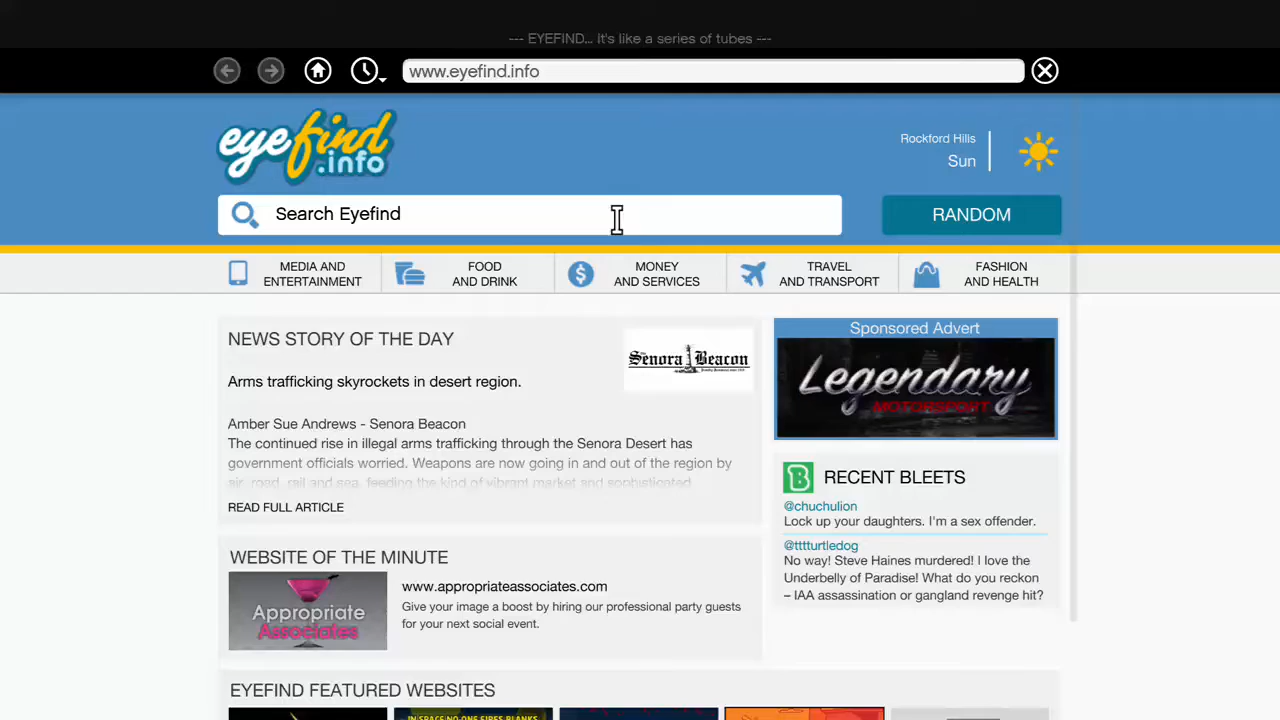 --- EYEFIND... It's like a series of tubes ---
www.eyefind.info
eyefind
.info
Rockford Hills
Sun
Search Eyefind
RANDOM
MEDIA AND
ENTERTAINMENT
FOOD
AND DRINK
MONEY
AND SERVICES
TRAVEL
AND TRANSPORT
FASHION
AND HEALTH
NEWS STORY OF THE DAY
Senora Beacon
Arms trafficking skyrockets in desert region.
Amber Sue Andrews - Senora Beacon
The continued rise in illegal arms trafficking through the Senora Desert has
government officials worried. Weapons are now going in and out of the region by
air, road, rail and sea, feeding the kind of vibrant market and sophisticated
READ FULL ARTICLE
Sponsored Advert
Legendary
MOTORSPORT
RECENT BLEETS
@chuchulion
Lock up your daughters. I'm a sex offender.
@tttturtledog
No way! Steve Haines murdered! I love the
Underbelly of Paradise! What do you reckon
– IAA assassination or gangland revenge hit?
WEBSITE OF THE MINUTE
Appropriate
Associates
www.appropriateassociates.com
Give your image a boost by hiring our professional party guests
for your next social event.
EYEFIND FEATURED WEBSITES
IN SPACE NO ONE FIRES BLANKS